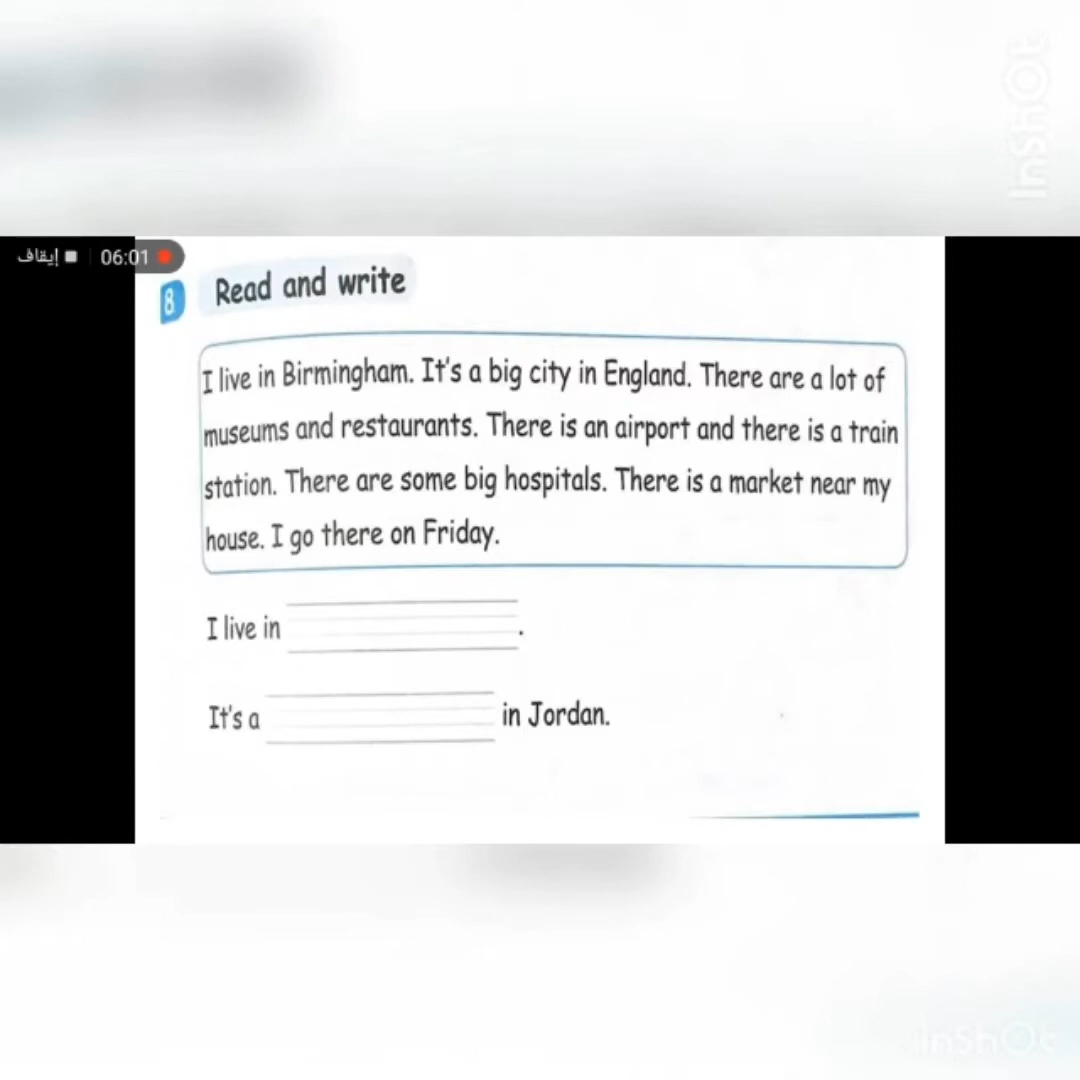 InShOt
إيقاف 06:01
8 Read and write
I live in Birmingham. It's a big city in England. There are a lot of
museums and restaurants. There is an airport and there is a train
station. There are some big hospitals. There is a market near my
house. I go there on Friday.
I live in .
It's a in Jordan.
InShOt